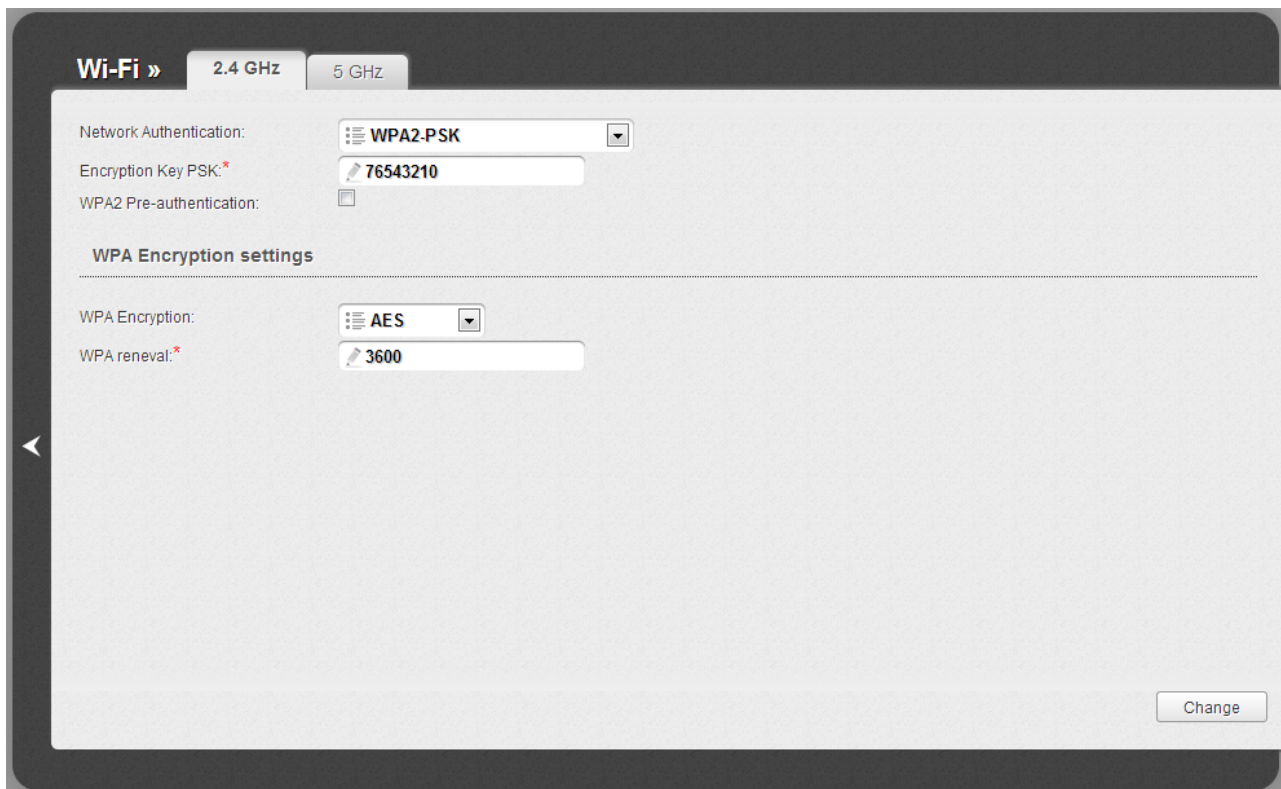 Wi-Fi » 2.4 GHz 5 GHz
Network Authentication: WPA2-PSK
Encryption Key PSK:* 76543210
WPA2 Pre-authentication:
WPA Encryption settings
WPA Encryption: AES
WPA reneval:* 3600
Change